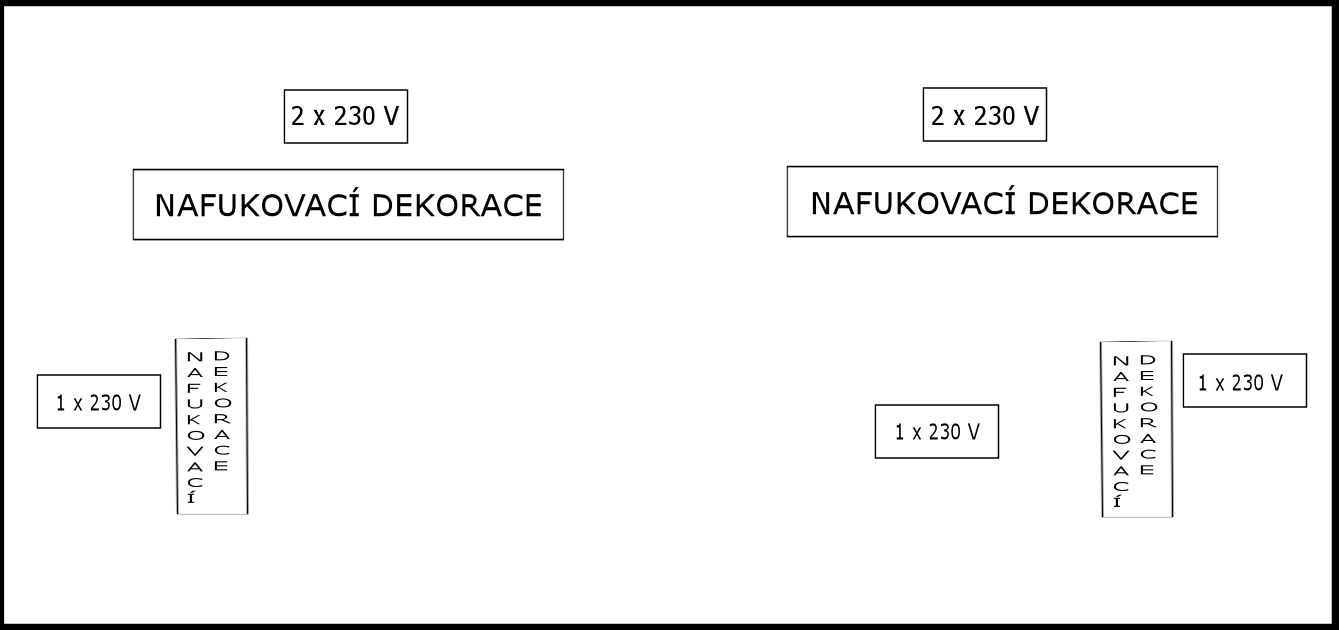 2 x 230 V
2 x 230 V
NAFUKOVACÍ DEKORACE
NAFUKOVACÍ DEKORACE
1 x 230 V
NAFUKOVACÍ
DEKORACE
1 x 230 V
NAFUKOVACÍ
DEKORACE
1 x 230 V